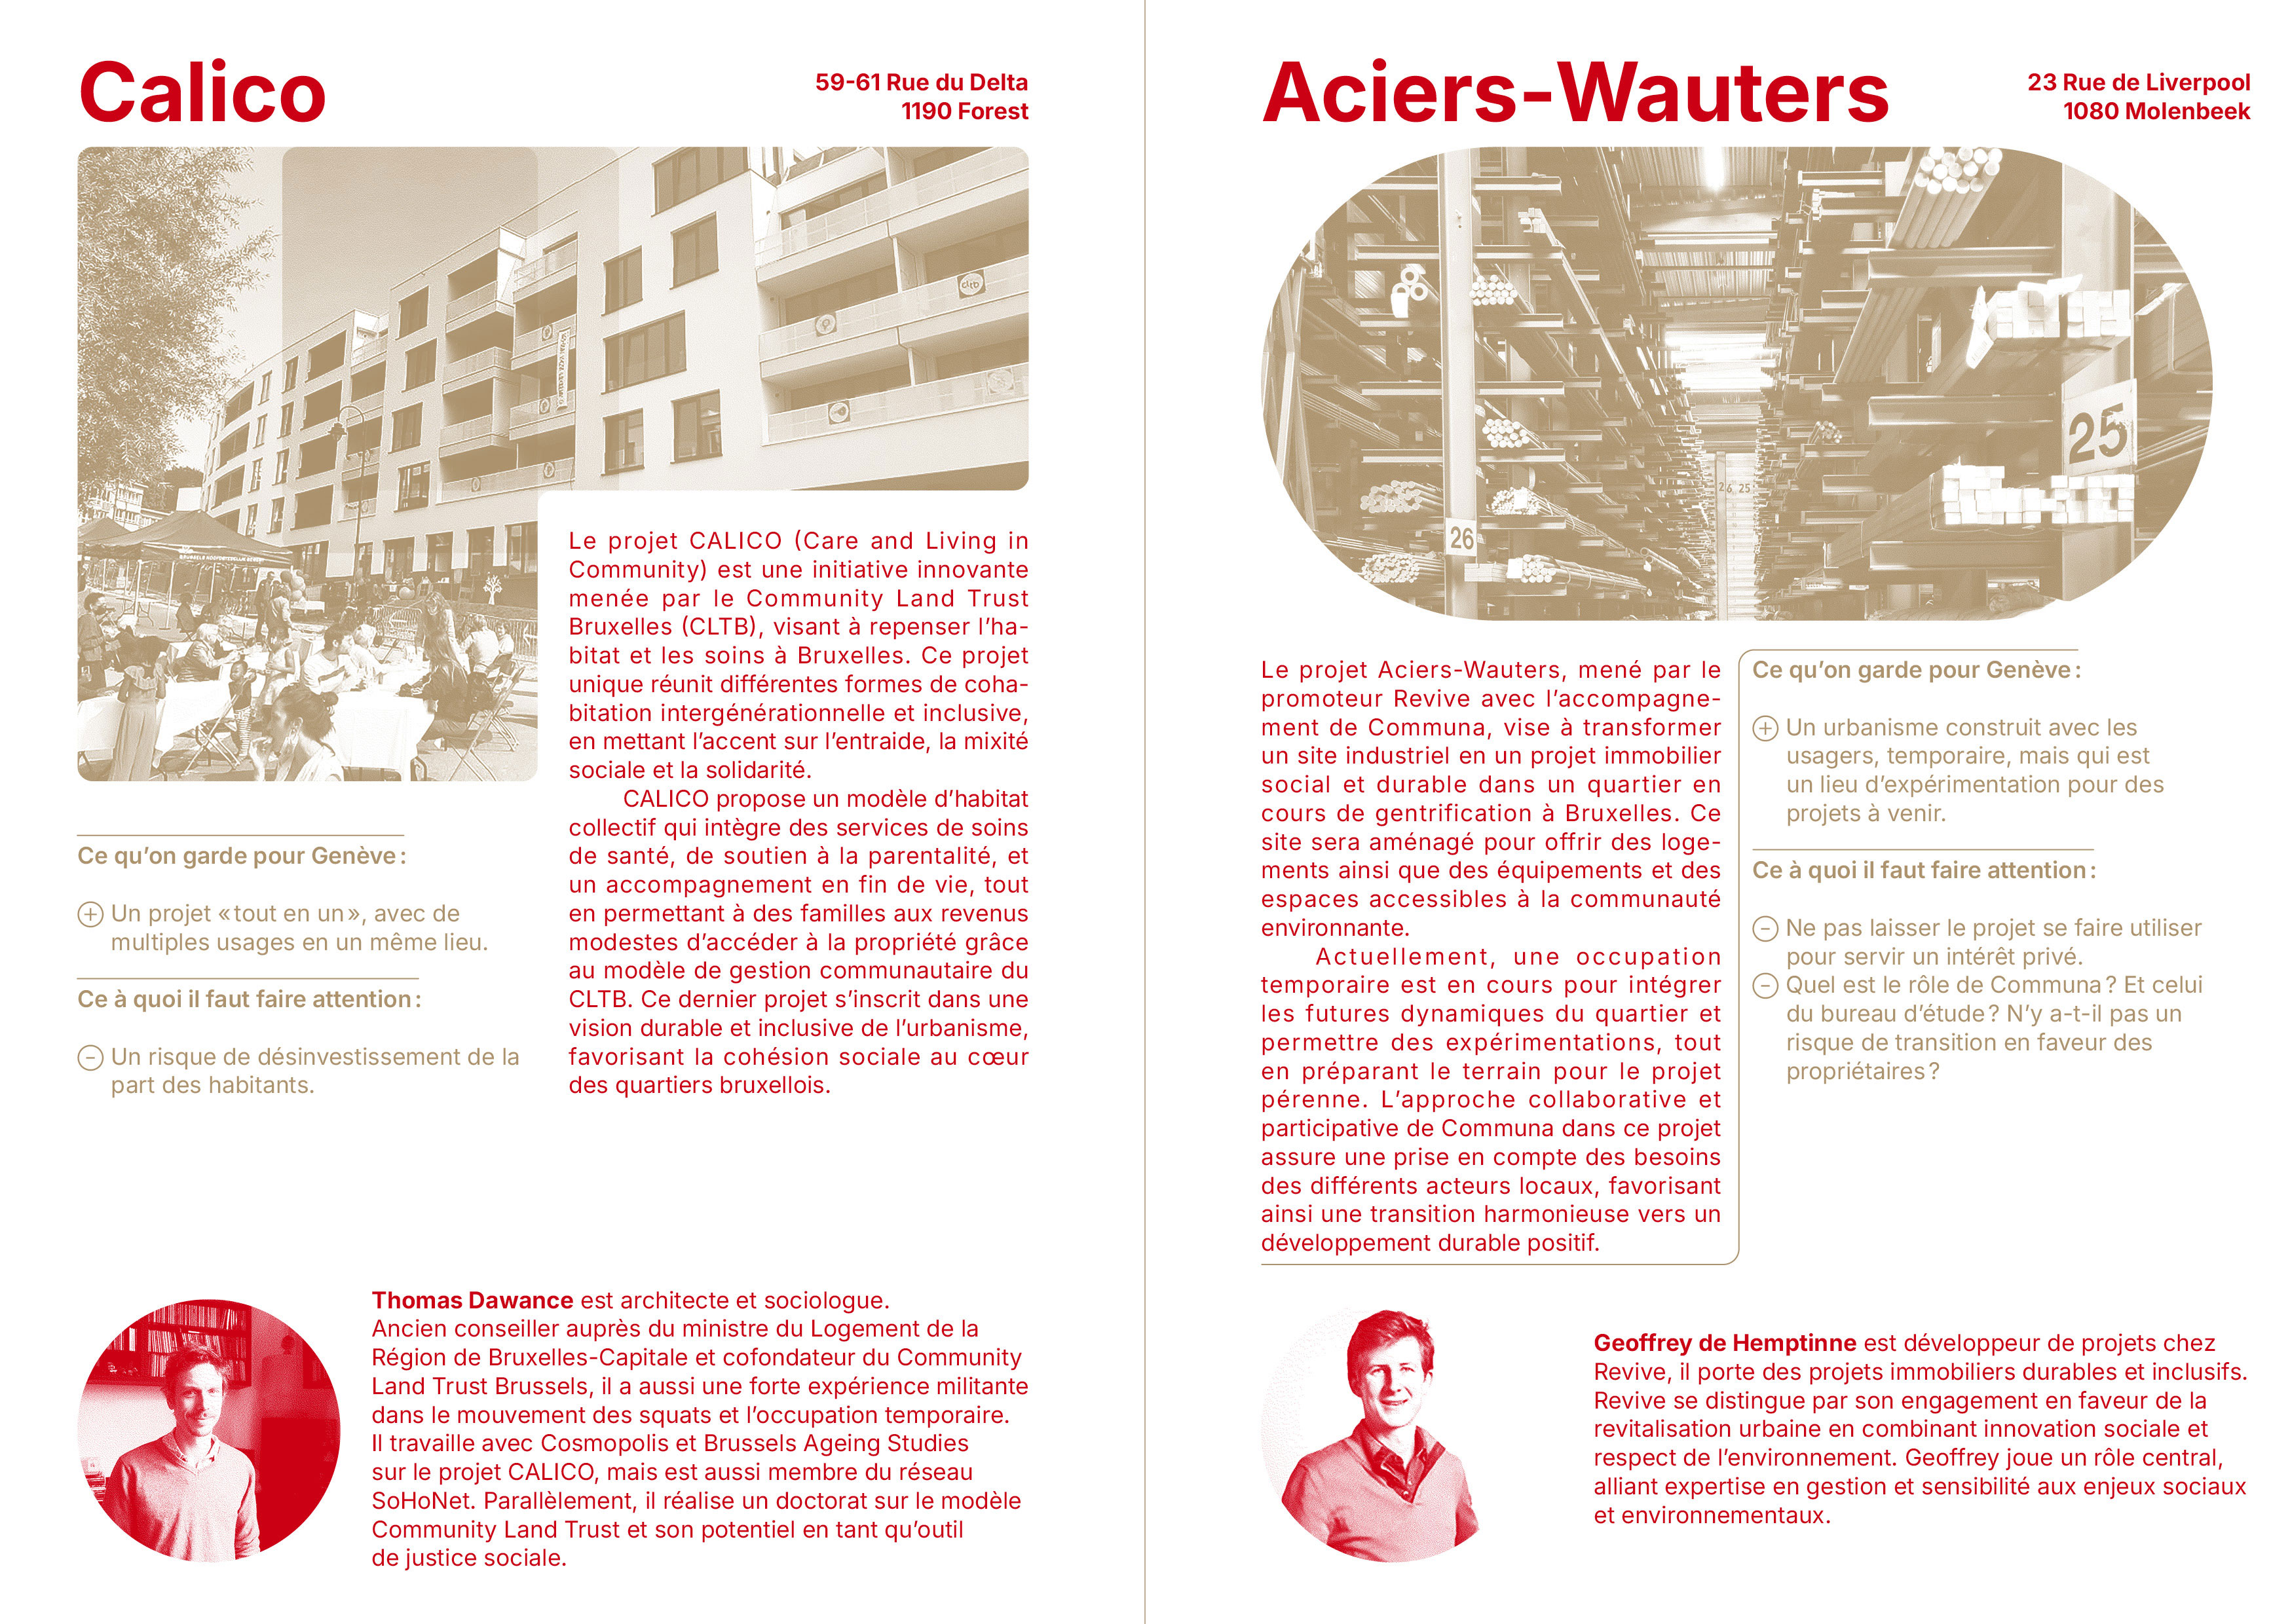 Calico
59-61 Rue du Delta
1190 Forest
Le projet CALICO (Care and Living in
Community) est une initiative innovante
menée par le Community Land Trust
Bruxelles (CLTB), visant à repenser l’ha-
bitat et les soins à Bruxelles. Ce projet
unique réunit différentes formes de coha-
bitation intergénérationnelle et inclusive,
en mettant l’accent sur l’entraide, la mixité
sociale et la solidarité.
CALICO propose un modèle d’habitat
collectif qui intègre des services de soins
de santé, de soutien à la parentalité, et
un accompagnement en fin de vie, tout
en permettant à des familles aux revenus
modestes d’accéder à la propriété grâce
au modèle de gestion communautaire du
CLTB. Ce dernier projet s’inscrit dans une
vision durable et inclusive de l’urbanisme,
favorisant la cohésion sociale au cœur
des quartiers bruxellois.
Ce qu’on garde pour Genève :
+ Un projet « tout en un », avec de
multiples usages en un même lieu.
Ce à quoi il faut faire attention :
- Un risque de désinvestissement de la
part des habitants.
Thomas Dawance est architecte et sociologue.
Ancien conseiller auprès du ministre du Logement de la
Région de Bruxelles-Capitale et cofondateur du Community
Land Trust Brussels, il a aussi une forte expérience militante
dans le mouvement des squats et l’occupation temporaire.
Il travaille avec Cosmopolis et Brussels Ageing Studies
sur le projet CALICO, mais est aussi membre du réseau
SoHoNet. Parallèlement, il réalise un doctorat sur le modèle
Community Land Trust et son potentiel en tant qu’outil
de justice sociale.
Aciers-Wauters
23 Rue de Liverpool
1080 Molenbeek
25
26 25
26
Le projet Aciers-Wauters, mené par le
promoteur Revive avec l’accompagne-
ment de Communa, vise à transformer
un site industriel en un projet immobilier
social et durable dans un quartier en
cours de gentrification à Bruxelles. Ce
site sera aménagé pour offrir des loge-
ments ainsi que des équipements et des
espaces accessibles à la communauté
environnante.
Actuellement, une occupation
temporaire est en cours pour intégrer
les futures dynamiques du quartier et
permettre des expérimentations, tout
en préparant le terrain pour le projet
pérenne. L’approche collaborative et
participative de Communa dans ce projet
assure une prise en compte des besoins
des différents acteurs locaux, favorisant
ainsi une transition harmonieuse vers un
développement durable positif.
Ce qu’on garde pour Genève :
+ Un urbanisme construit avec les
usagers, temporaire, mais qui est
un lieu d’expérimentation pour des
projets à venir.
Ce à quoi il faut faire attention :
- Ne pas laisser le projet se faire utiliser
pour servir un intérêt privé.
- Quel est le rôle de Communa ? Et celui
du bureau d’étude ? N’y a-t-il pas un
risque de transition en faveur des
propriétaires ?
Geoffrey de Hemptinne est développeur de projets chez
Revive, il porte des projets immobiliers durables et inclusifs.
Revive se distingue par son engagement en faveur de la
revitalisation urbaine en combinant innovation sociale et
respect de l’environnement. Geoffrey joue un rôle central,
alliant expertise en gestion et sensibilité aux enjeux sociaux
et environnementaux.